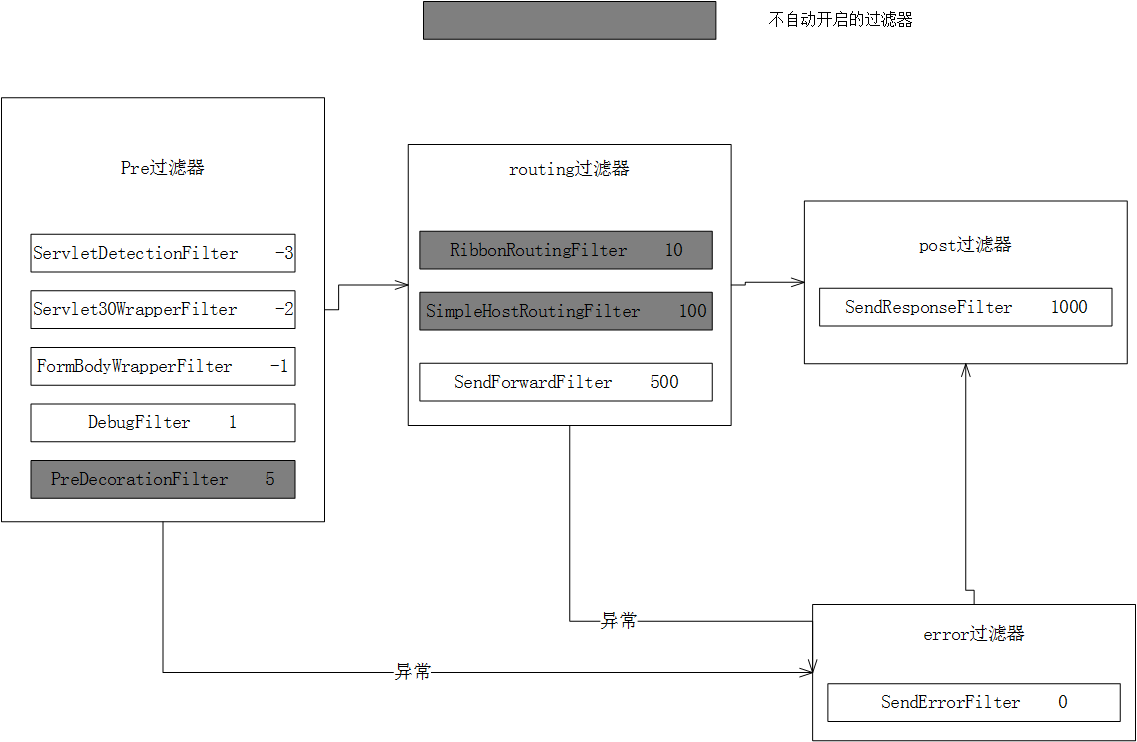 不自动开启的过滤器
Pre过滤器
ServletDetectionFilter -3
Servlet30WrapperFilter -2
FormBodyWrapperFilter -1
DebugFilter 1
PreDecorationFilter 5
routing过滤器
RibbonRoutingFilter 10
SimpleHostRoutingFilter 100
SendForwardFilter 500
post过滤器
SendResponseFilter 1000
异常
异常
error过滤器
SendErrorFilter 0